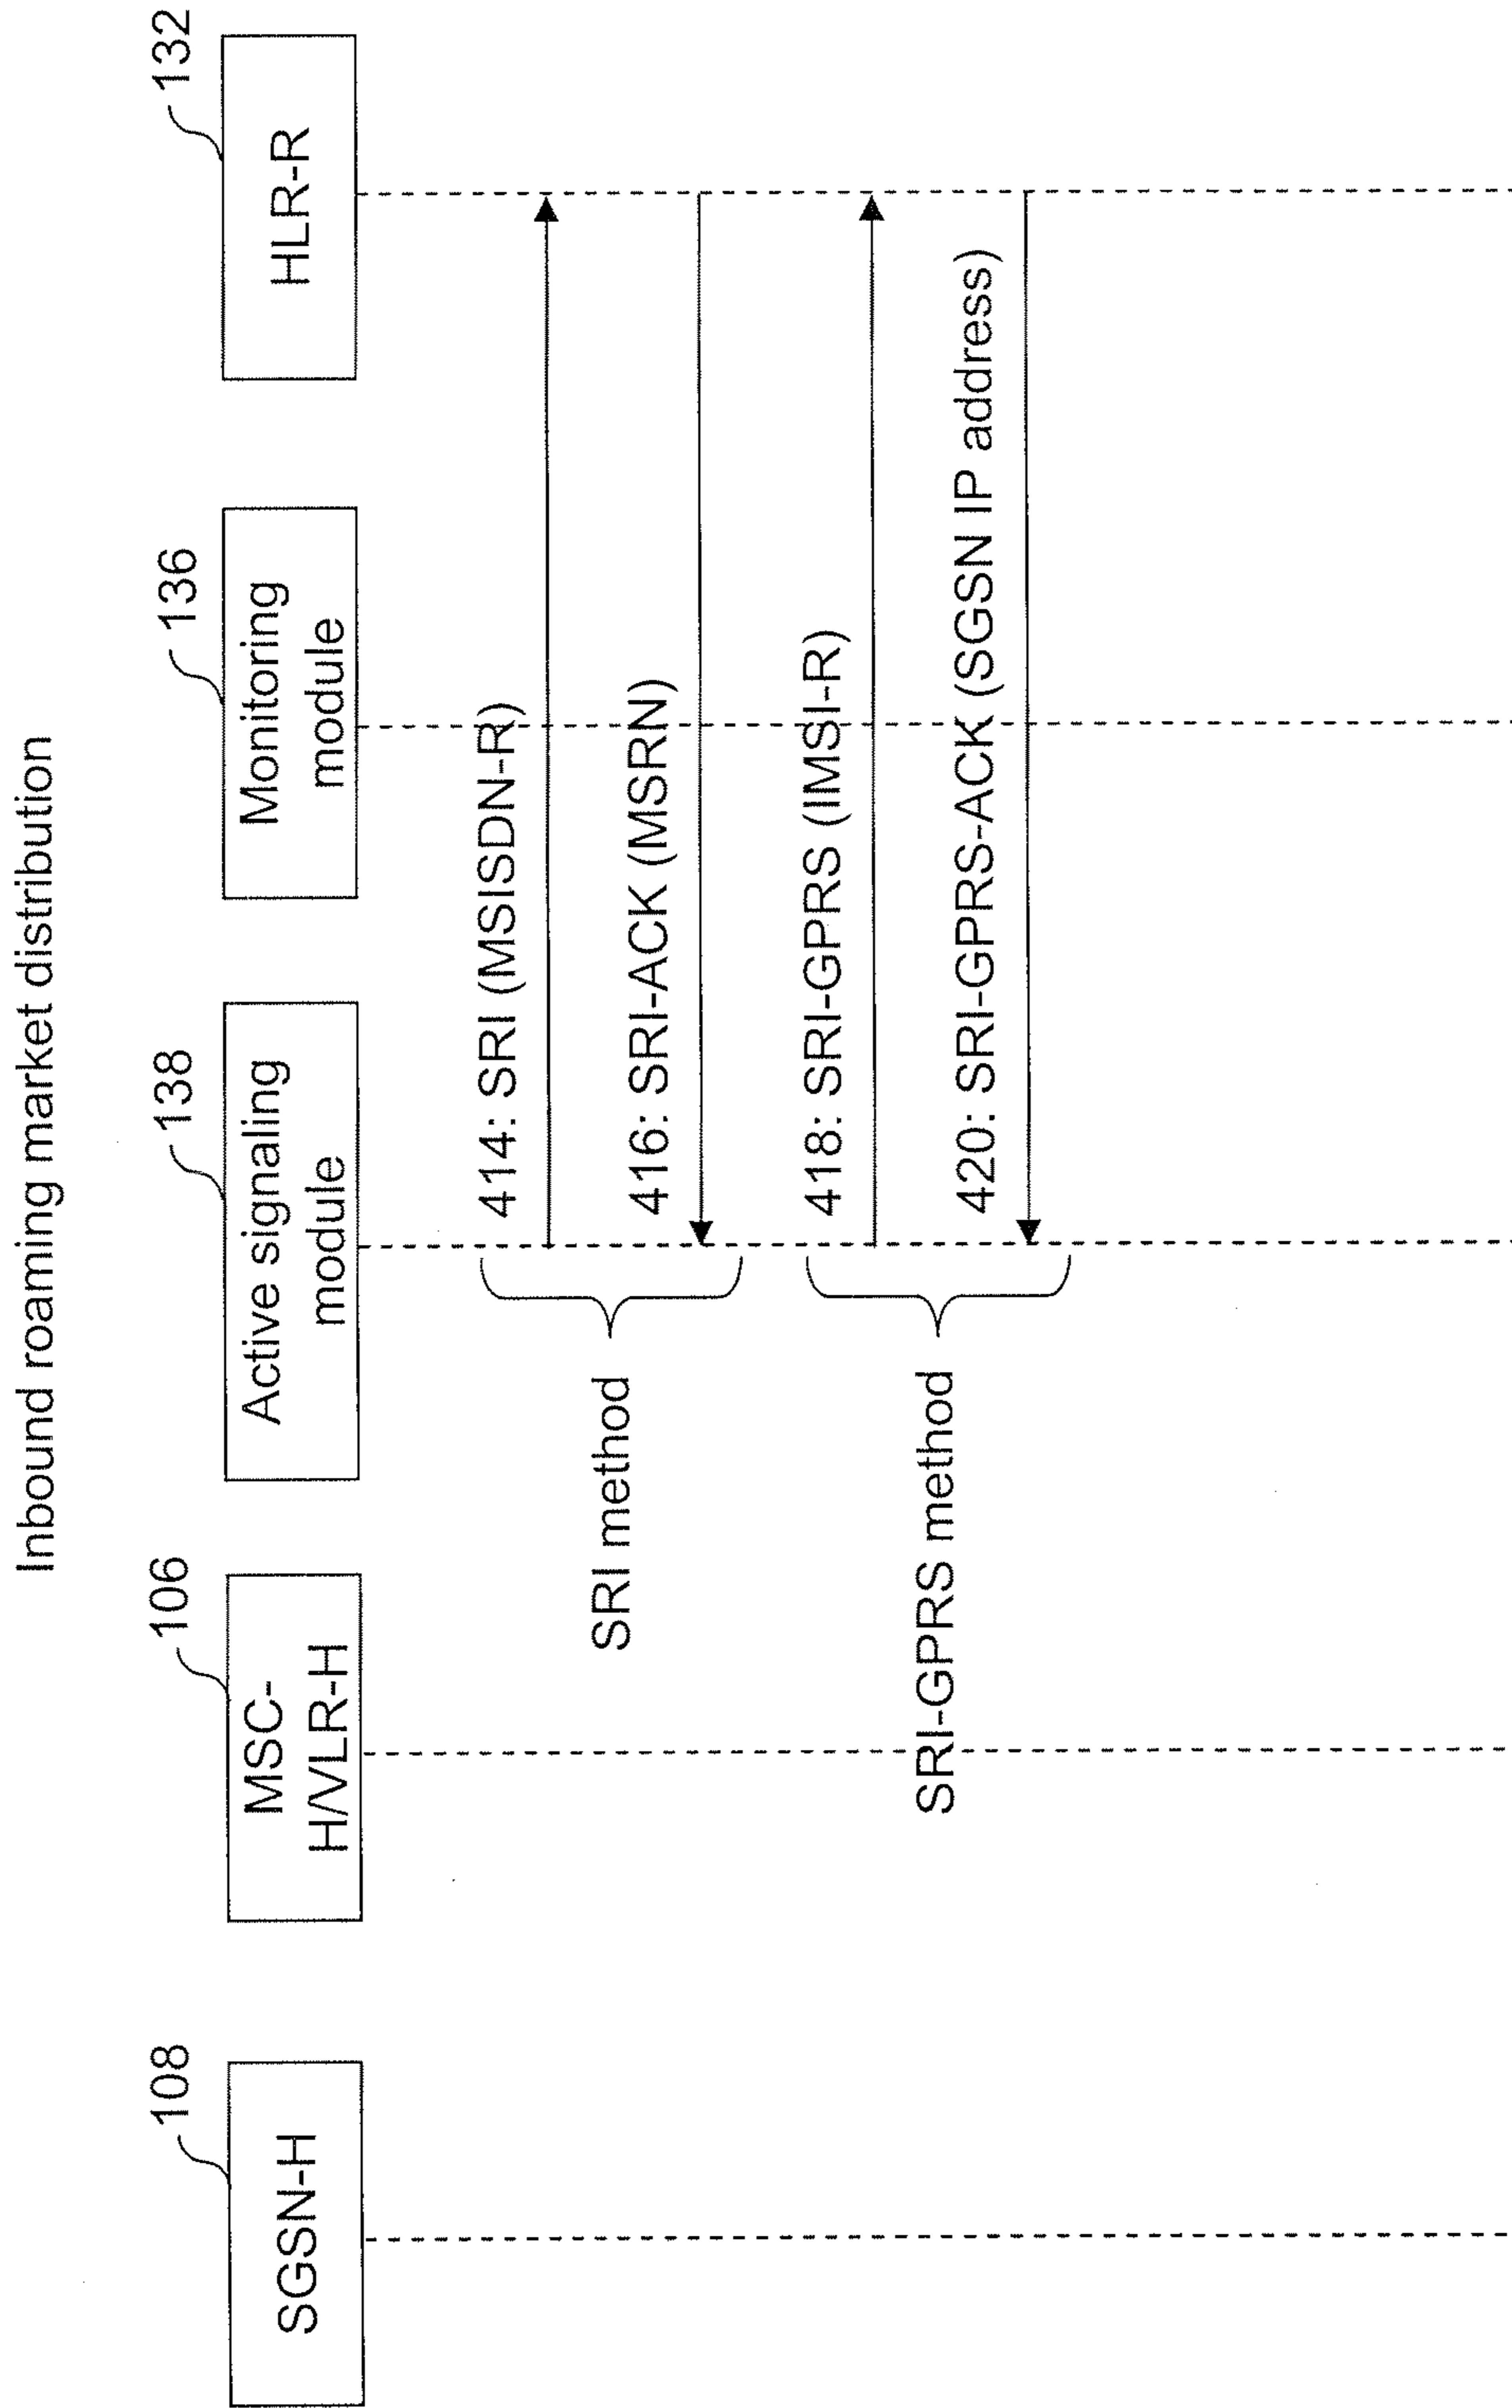 Inbound roaming market distribution
108
106
138
136
132
SGSN-H
MSC-
H/VLR-H
Active signaling
module
Monitoring
module
HLR-R
414: SRI (MSISDN-R)
SRI method
416: SRI-ACK (MSRN)
418: SRI-GPRS (IMSI-R)
SRI-GPRS method
420: SRI-GPRS-ACK (SGSN IP address)